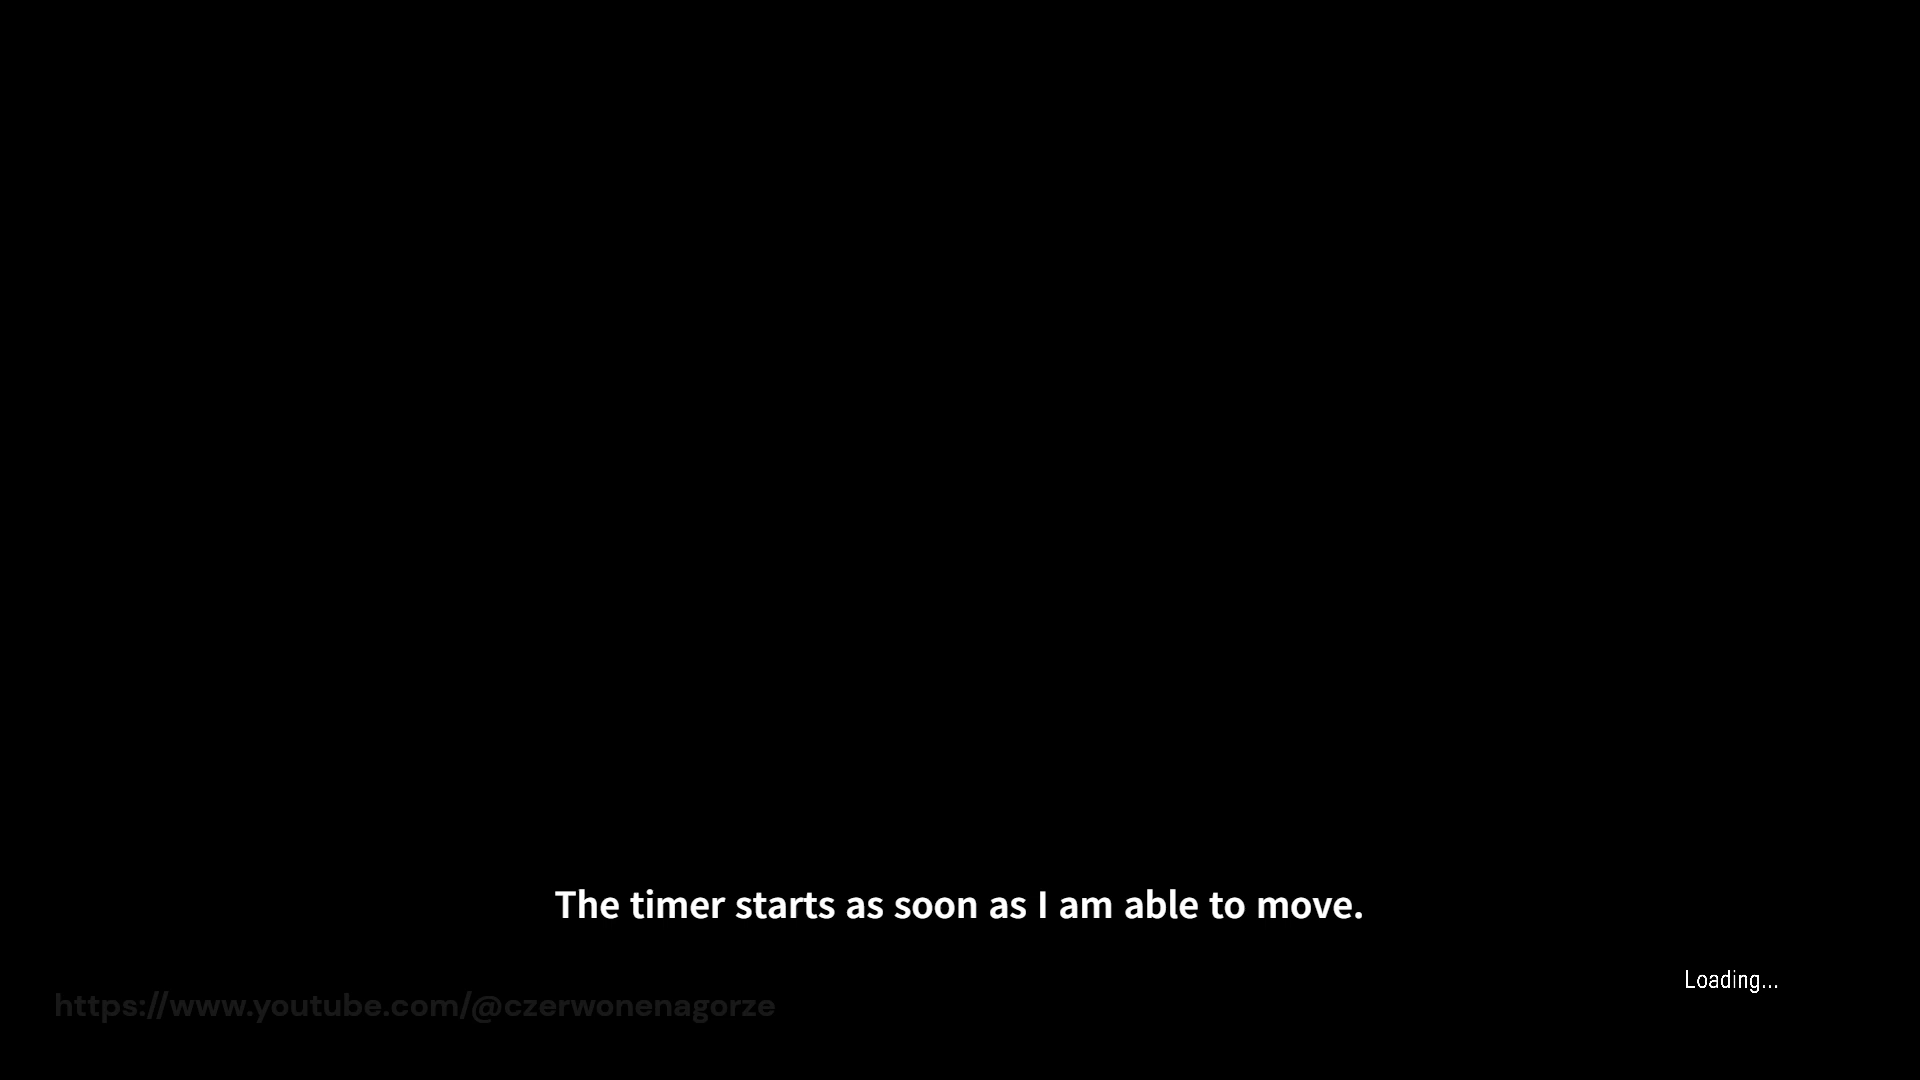 The timer starts as soon as I am able to move.
Loading...
https://www.youtube.com/@czerwonenagorze